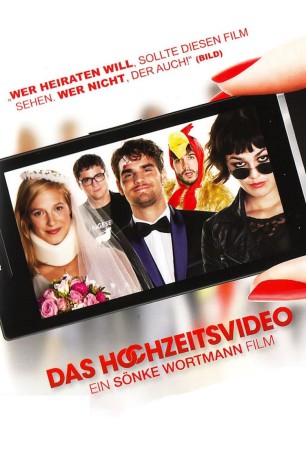 „WER HEIRATEN WILL, SOLLTE DIESEN FILM
SEHEN. WER NICHT, DER AUCH!“ (BILD)
DAS HOCHZEITSVIDEO
EIN SÖNKE WORTMANN FILM